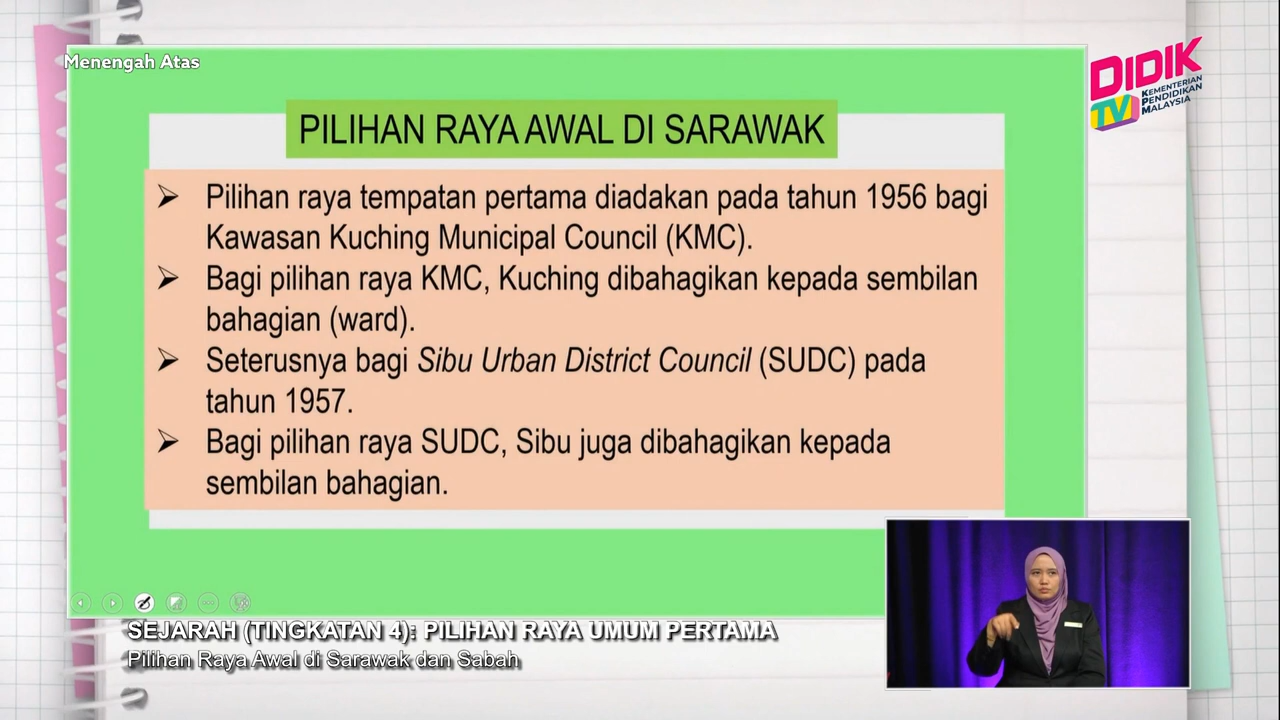 Menengah Atas
DIDIK
TV
KEMENTERIAN
PENDIDIKAN
MALAYSIA
PILIHAN RAYA AWAL DI SARAWAK
➢ Pilihan raya tempatan pertama diadakan pada tahun 1956 bagi
Kawasan Kuching Municipal Council (KMC).
➢ Bagi pilihan raya KMC, Kuching dibahagikan kepada sembilan
bahagian (ward).
➢ Seterusnya bagi Sibu Urban District Council (SUDC) pada
tahun 1957.
➢ Bagi pilihan raya SUDC, Sibu juga dibahagikan kepada
sembilan bahagian.
SEJARAH (TINGKATAN 4): PILIHAN RAYA UMUM PERTAMA
Pilihan Raya Awal di Sarawak dan Sabah